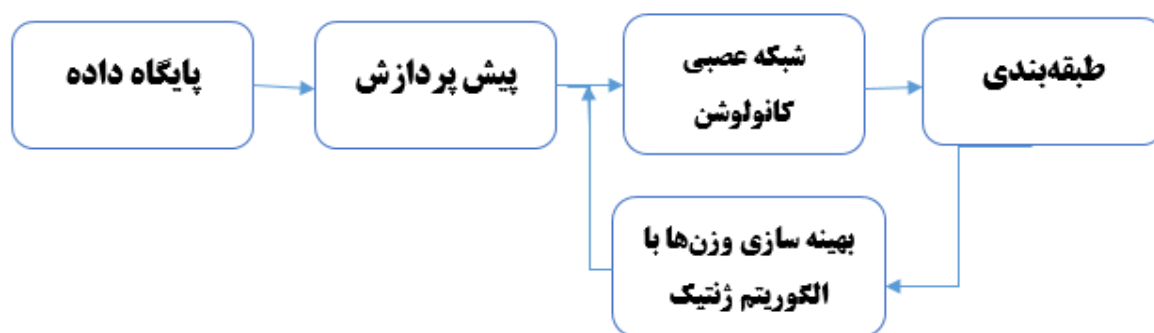 پایگاه داده
پیش پردازش
شبکه عصبی
کانولوشن
طبقه‌بندی
بهینه سازی وزن‌ها با
الگوریتم ژنتیک